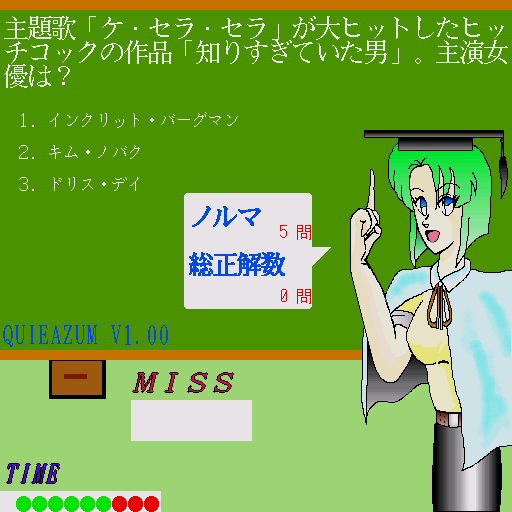 主題歌「ケ・セラ・セラ」が大ヒットしたヒッ
チコックの作品「知りすぎていた男」。主演女
優は？
1. インクリット・バーグマン
2. キム・ノバク
3. ドリス・デイ
ノルマ
5 問
総正解数
0 問
QUIEAZUM V1.00
MISS
TIME